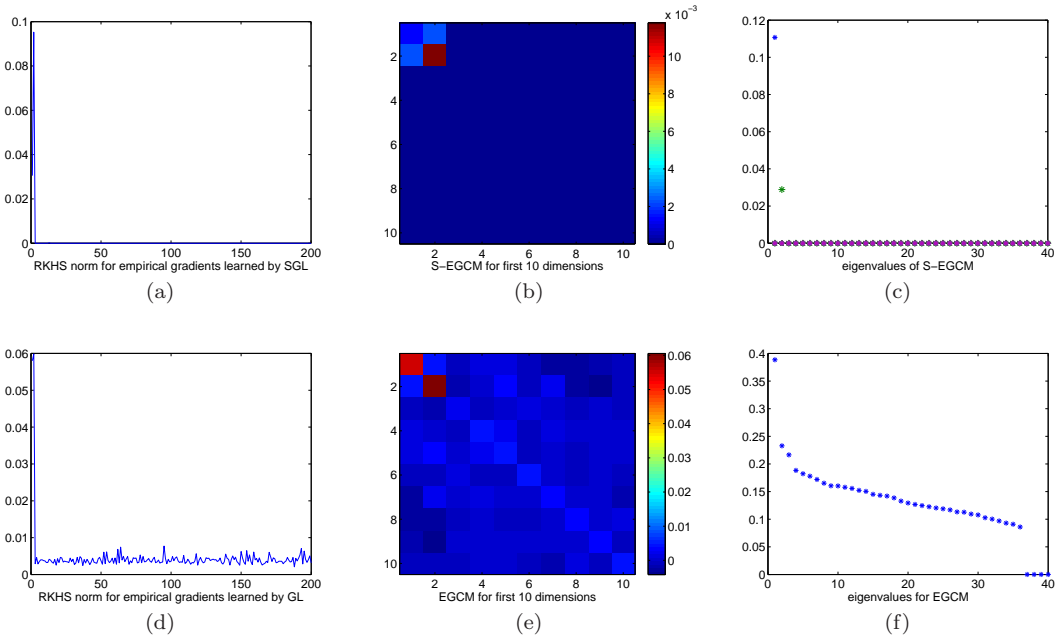 0.1
0.08
0.06
0.04
0.02
0
0 50 100 150 200
RKHS norm for empirical gradients learned by SGL
(a)
x 10⁻³
2
4
6
8
10
2 4 6 8 10
10
8
6
4
2
0
S−EGCM for first 10 dimensions
(b)
0.12
0.1
0.08
0.06
0.04
0.02
0
0 10 20 30 40
eigenvalues of S−EGCM
(c)
0.06
0.05
0.04
0.03
0.02
0.01
0
0 50 100 150 200
RKHS norm for empirical gradients learned by GL
(d)
2
4
6
8
10
2 4 6 8 10
0.06
0.05
0.04
0.03
0.02
0.01
0
EGCM for first 10 dimensions
(e)
0.4
0.35
0.3
0.25
0.2
0.15
0.1
0.05
0
0 10 20 30 40
eigenvalues for EGCM
(f)